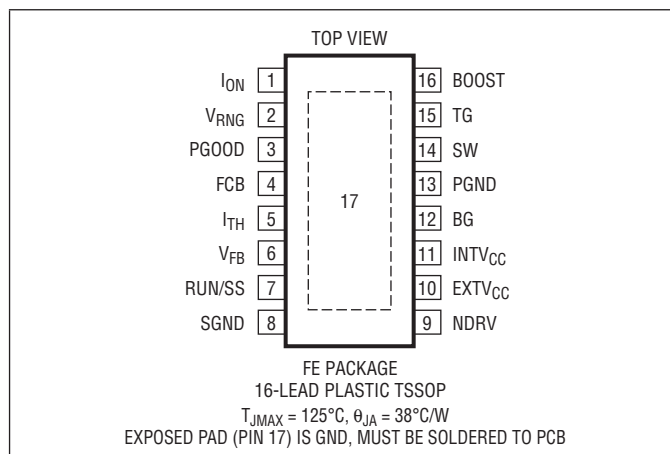 TOP VIEW
I_ON 1 16 BOOST
V_RNG 2 15 TG
PGOOD 3 14 SW
FCB 4 13 PGND
17
I_TH 5 12 BG
V_FB 6 11 INTV_CC
RUN/SS 7 10 EXTV_CC
SGND 8 9 NDRV
FE PACKAGE
16-LEAD PLASTIC TSSOP
T_JMAX = 125°C, θ_JA = 38°C/W
EXPOSED PAD (PIN 17) IS GND, MUST BE SOLDERED TO PCB